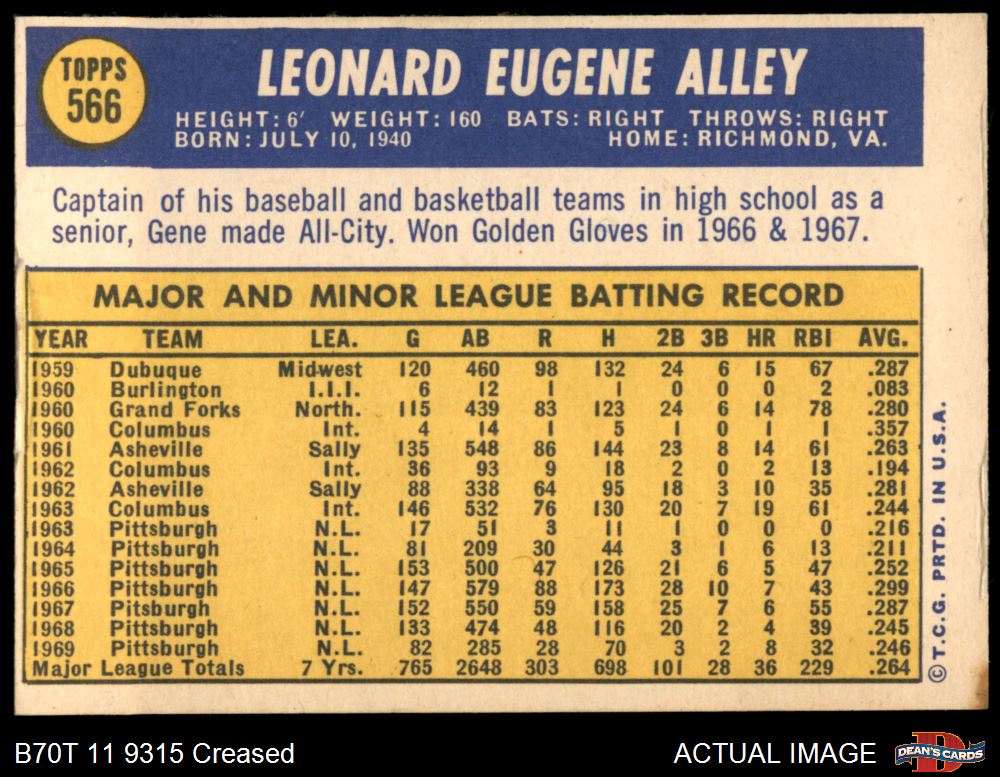 TOPPS
566
LEONARD EUGENE ALLEY
HEIGHT: 6' WEIGHT: 160 BATS: RIGHT THROWS: RIGHT
BORN: JULY 10, 1940 HOME: RICHMOND, VA.
Captain of his baseball and basketball teams in high school as a
senior, Gene made All-City. Won Golden Gloves in 1966 & 1967.
MAJOR AND MINOR LEAGUE BATTING RECORD
YEAR TEAM LEA. G AB R H 2B 3B HR RBI AVG.
1959 Dubuque Midwest 120 460 98 132 24 6 15 67 .287
1960 Burlington I.I.I. 6 12 1 1 0 0 0 2 .083
1960 Grand Forks North. 115 439 83 123 24 6 14 78 .280
1960 Columbus Int. 4 14 1 5 1 0 1 1 .357
1961 Asheville Sally 135 548 86 144 23 8 14 61 .263
1962 Columbus Int. 36 93 9 18 2 0 2 13 .194
1962 Asheville Sally 88 338 64 95 18 3 10 35 .281
1963 Columbus Int. 146 532 76 130 20 7 19 61 .244
1963 Pittsburgh N.L. 17 51 3 11 1 0 0 0 .216
1964 Pittsburgh N.L. 81 209 30 44 3 1 6 13 .211
1965 Pittsburgh N.L. 153 500 47 126 21 6 5 47 .252
1966 Pittsburgh N.L. 147 579 88 173 28 10 7 43 .299
1967 Pitsburgh N.L. 152 550 59 158 25 7 6 55 .287
1968 Pittsburgh N.L. 133 474 48 116 20 2 4 39 .245
1969 Pittsburgh N.L. 82 285 28 70 3 2 8 32 .246
Major League Totals 7 Yrs. 765 2648 303 698 101 28 36 229 .264
© T.C.G. PRTD. IN U.S.A.
B70T 11 9315 Creased
ACTUAL IMAGE
DEAN'S CARDS